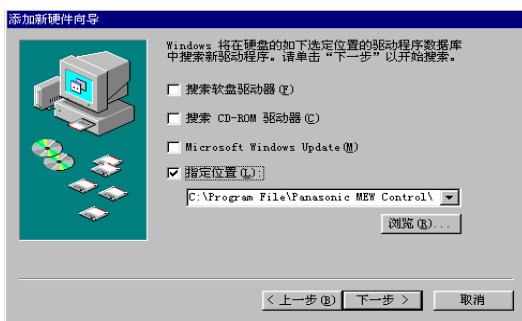 添加新硬件向导
Windows 将在硬盘的如下选定位置的驱动程序数据库
中搜索新驱动程序。请单击“下一步”以开始搜索。
搜索软盘驱动器(F)
搜索 CD-ROM 驱动器(C)
Microsoft Windows Update(M)
指定位置(L):
C:\Program File\Panasonic MEW Control\
浏览(R)...
< 上一步(B)
下一步 >
取消